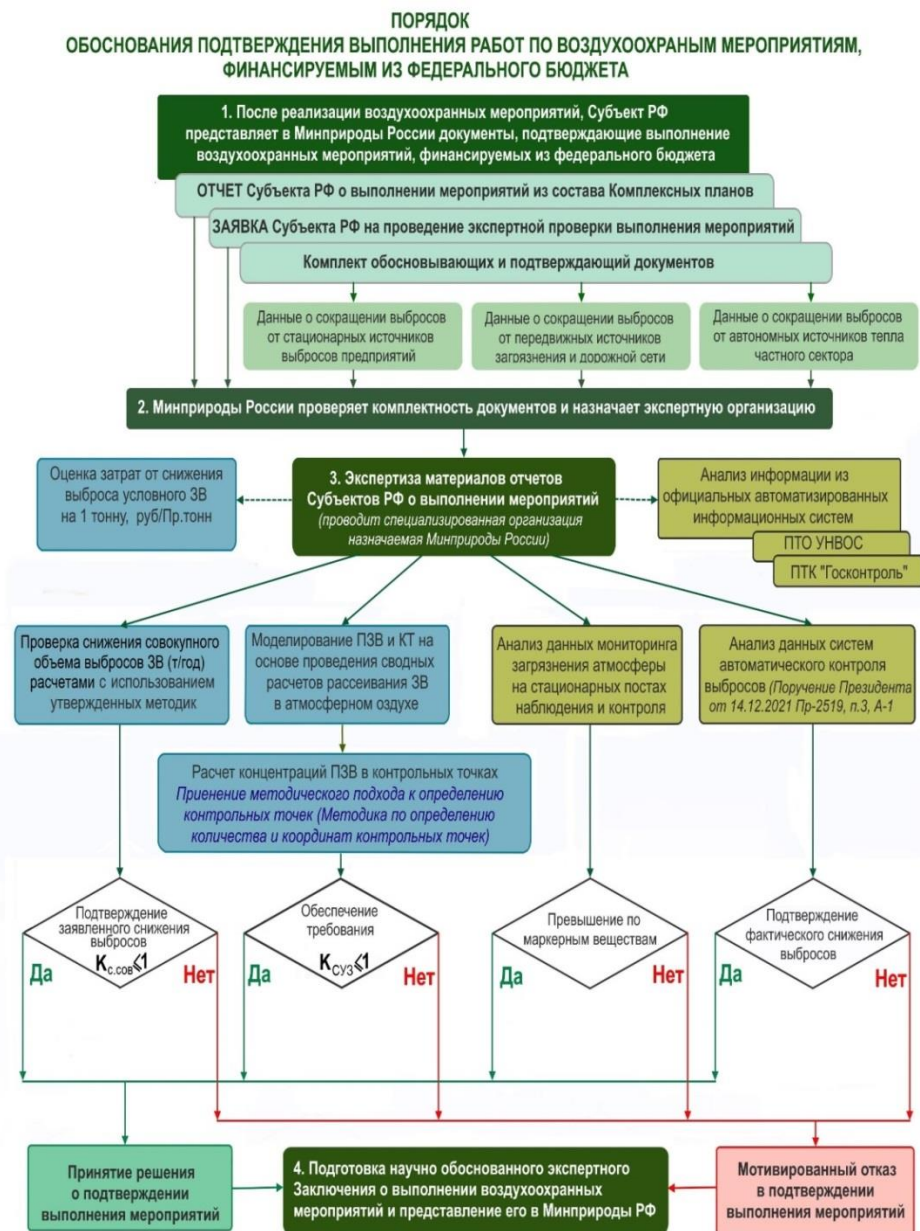 ПОРЯДОК
ОБОСНОВАНИЯ ПОДТВЕРЖДЕНИЯ ВЫПОЛНЕНИЯ РАБОТ ПО ВОЗДУХООХРАНЫМ МЕРОПРИЯТИЯМ,
ФИНАНСИРУЕМЫМ ИЗ ФЕДЕРАЛЬНОГО БЮДЖЕТА
1. После реализации воздухоохранных мероприятий, Субъект РФ
представляет в Минприроды России документы, подтверждающие выполнение
воздухоохранных мероприятий, финансируемых из федерального бюджета
ОТЧЕТ Субъекта РФ о выполнении мероприятий из состава Комплексных планов
ЗАЯВКА Субъекта РФ на проведение экспертной проверки выполнения мероприятий
Комплект обосновывающих и подтверждающий документов
Данные о сокращении выбросов
от стационарных источников
выбросов предприятий
Данные о сокращении выбросов
от передвижных источников
загрязнения и дорожной сети
Данные о сокращении выбросов
от автономных источников тепла
частного сектора
2. Минприроды России проверяет комплектность документов и назначает экспертную организацию
Оценка затрат от снижения
выброса условного ЗВ
на 1 тонну, руб/Пр.тонн
3. Экспертиза материалов отчетов
Субъектов РФ о выполнении мероприятий
(проводит специализированная организация
назначаемая Минприроды России)
Анализ информации из
официальных автоматизированных
информационных систем
ПТО УНВОС
ПТК "Госконтроль"
Проверка снижения совокупного
объема выбросов ЗВ (т/год)
расчетами с использованием
утвержденных методик
Моделирование ПЗВ и КТ на
основе проведения сводных
расчетов рассеивания ЗВ
в атмосферном оздухе
Анализ данных мониторинга
загрязнения атмосферы
на стационарных постах
наблюдения и контроля
Анализ данных систем
автоматического контроля
выбросов (Поручение Президента
от 14.12.2021 Пр-2519, п.3, А-1
Расчет концентраций ПЗВ в контрольных точках
Приенение методического подхода к определению
контрольных точек (Методика по определению
количества и координат контрольных точек)
Подтверждение
заявленного снижения
выбросов
Кс.сов⩽1
Да
Нет
Обеспечение
требования
КСУЗ⩽1
Да
Нет
Превышение по
маркерным веществам
Да
Нет
Подтверждение
фактического снижения
выбросов
Да
Нет
Принятие решения
о подтверждении
выполнения мероприятий
4. Подготовка научно обоснованного экспертного
Заключения о выполнении воздухоохранных
мероприятий и представление его в Минприроды РФ
Мотивированный отказ
в подтверждении
выполнения мероприятий